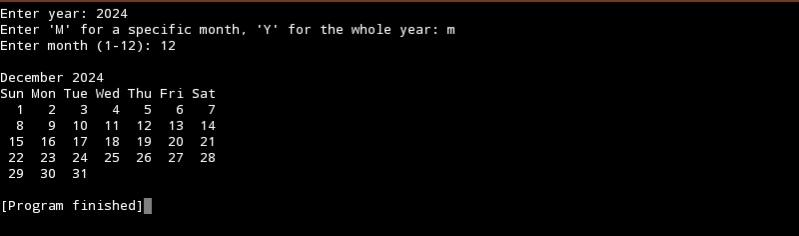 Enter year: 2024
Enter 'M' for a specific month, 'Y' for the whole year: m
Enter month (1-12): 12
December 2024
Sun Mon Tue Wed Thu Fri Sat
1 2 3 4 5 6 7
8 9 10 11 12 13 14
15 16 17 18 19 20 21
22 23 24 25 26 27 28
29 30 31
[Program finished]